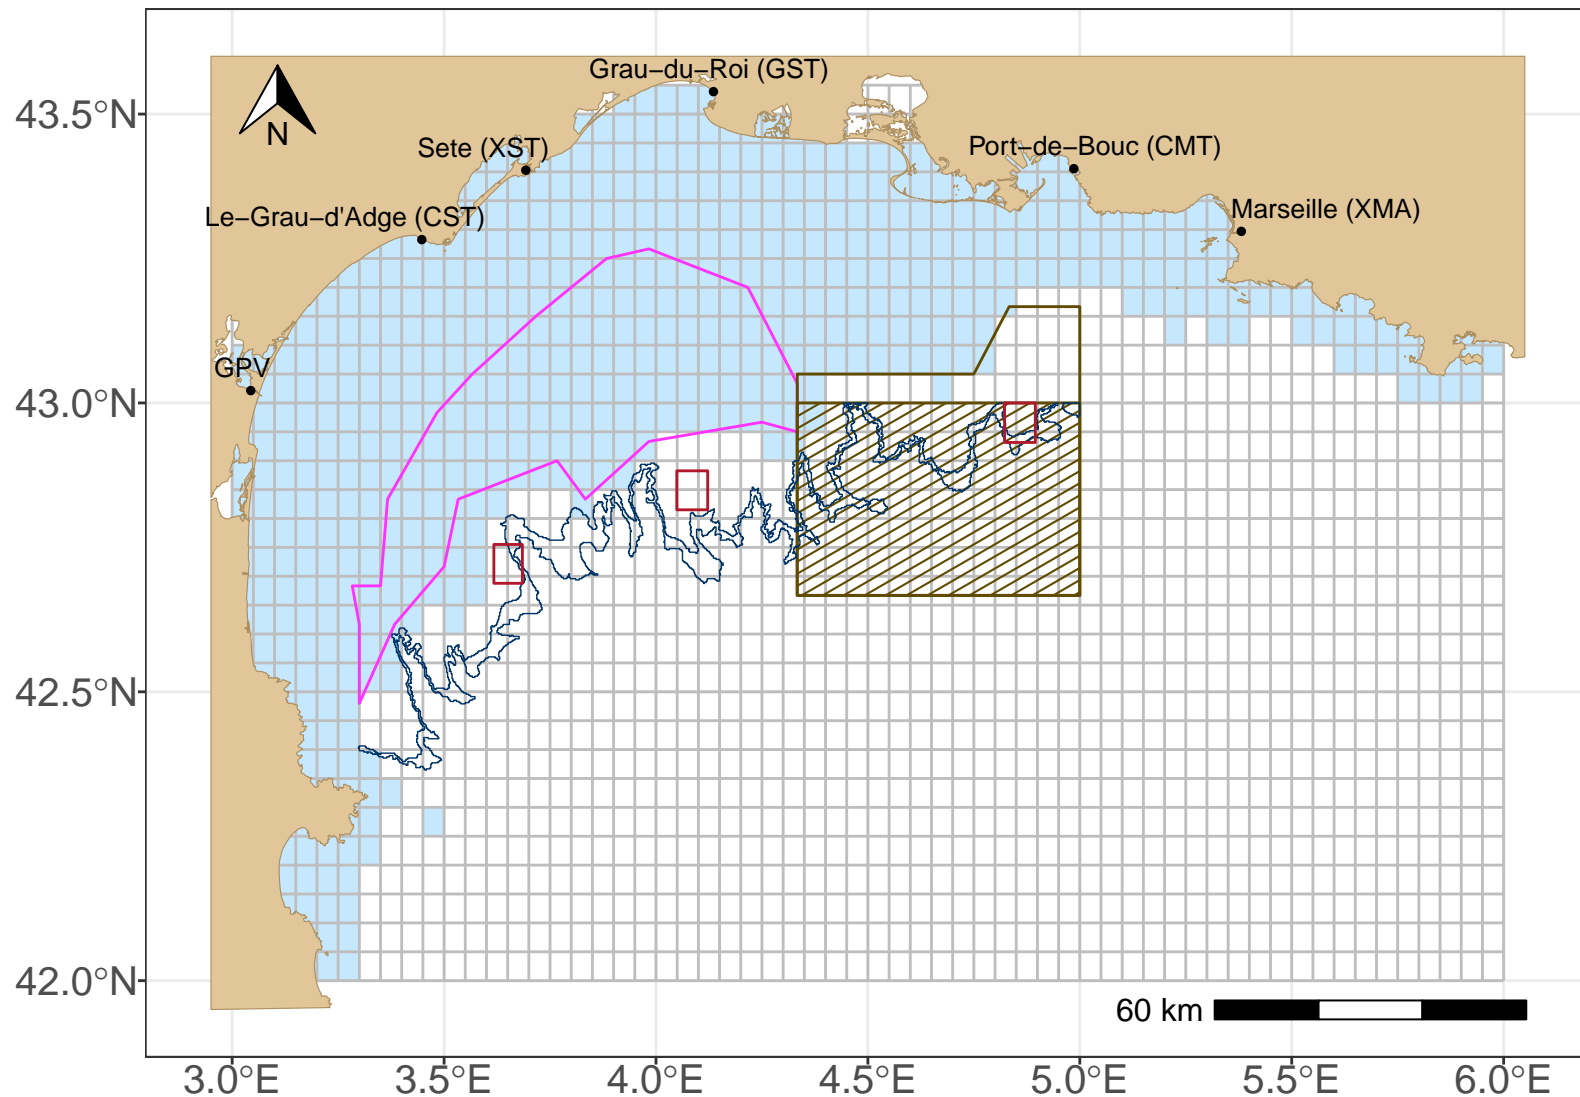 Grau−du−Roi (GST)
43.5°N
N
Sete (XST)
Port−de−Bouc (CMT)
Le−Grau−d'Adge (CST)
Marseille (XMA)
GPV
43.0°N
42.5°N
42.0°N
60 km
3.0°E 3.5°E 4.0°E 4.5°E 5.0°E 5.5°E 6.0°E